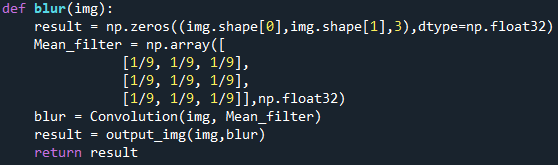 def blur(img):
    result = np.zeros((img.shape[0],img.shape[1],3),dtype=np.float32)
    Mean_filter = np.array([
            [1/9, 1/9, 1/9],
            [1/9, 1/9, 1/9],
            [1/9, 1/9, 1/9]],np.float32)
    blur = Convolution(img, Mean_filter)
    result = output_img(img,blur)
    return result